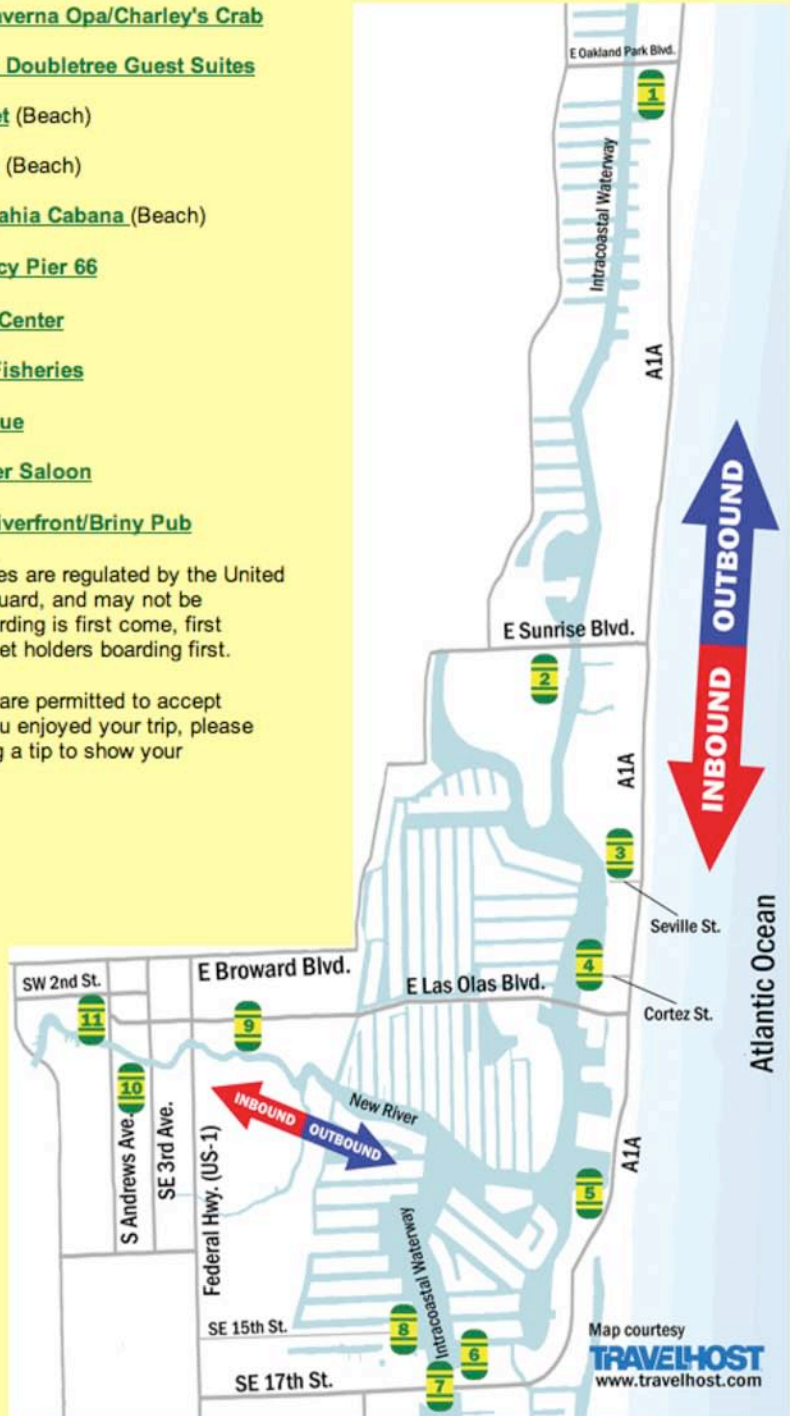 averna Opa/Charley's Crab
Doubletree Guest Suites
et (Beach)
(Beach)
ahia Cabana (Beach)
cy Pier 66
Center
Fisheries
ue
er Saloon
iverfront/Briny Pub
es are regulated by the United
uard, and may not be
rding is first come, first
et holders boarding first.
are permitted to accept
u enjoyed your trip, please
g a tip to show your
E Oakland Park Blvd.
1
Intracoastal Waterway
A1A
OUTBOUND
INBOUND
E Sunrise Blvd.
2
A1A
3
Seville St.
4
Cortez St.
Atlantic Ocean
E Broward Blvd.
SW 2nd St.
E Las Olas Blvd.
11
9
10
INBOUND
OUTBOUND
New River
S Andrews Ave.
SE 3rd Ave.
Federal Hwy. (US-1)
A1A
5
Intracoastal Waterway
SE 15th St.
8
6
7
SE 17th St.
Map courtesy
TRAVELHOST
www.travelhost.com